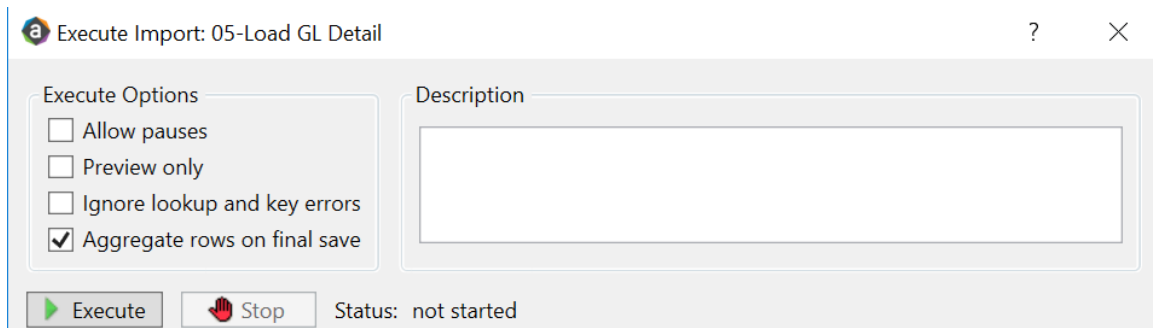 Execute Import: 05-Load GL Detail ?
Execute Options
Allow pauses
Preview only
Ignore lookup and key errors
Aggregate rows on final save
Description
Execute Stop Status: not started